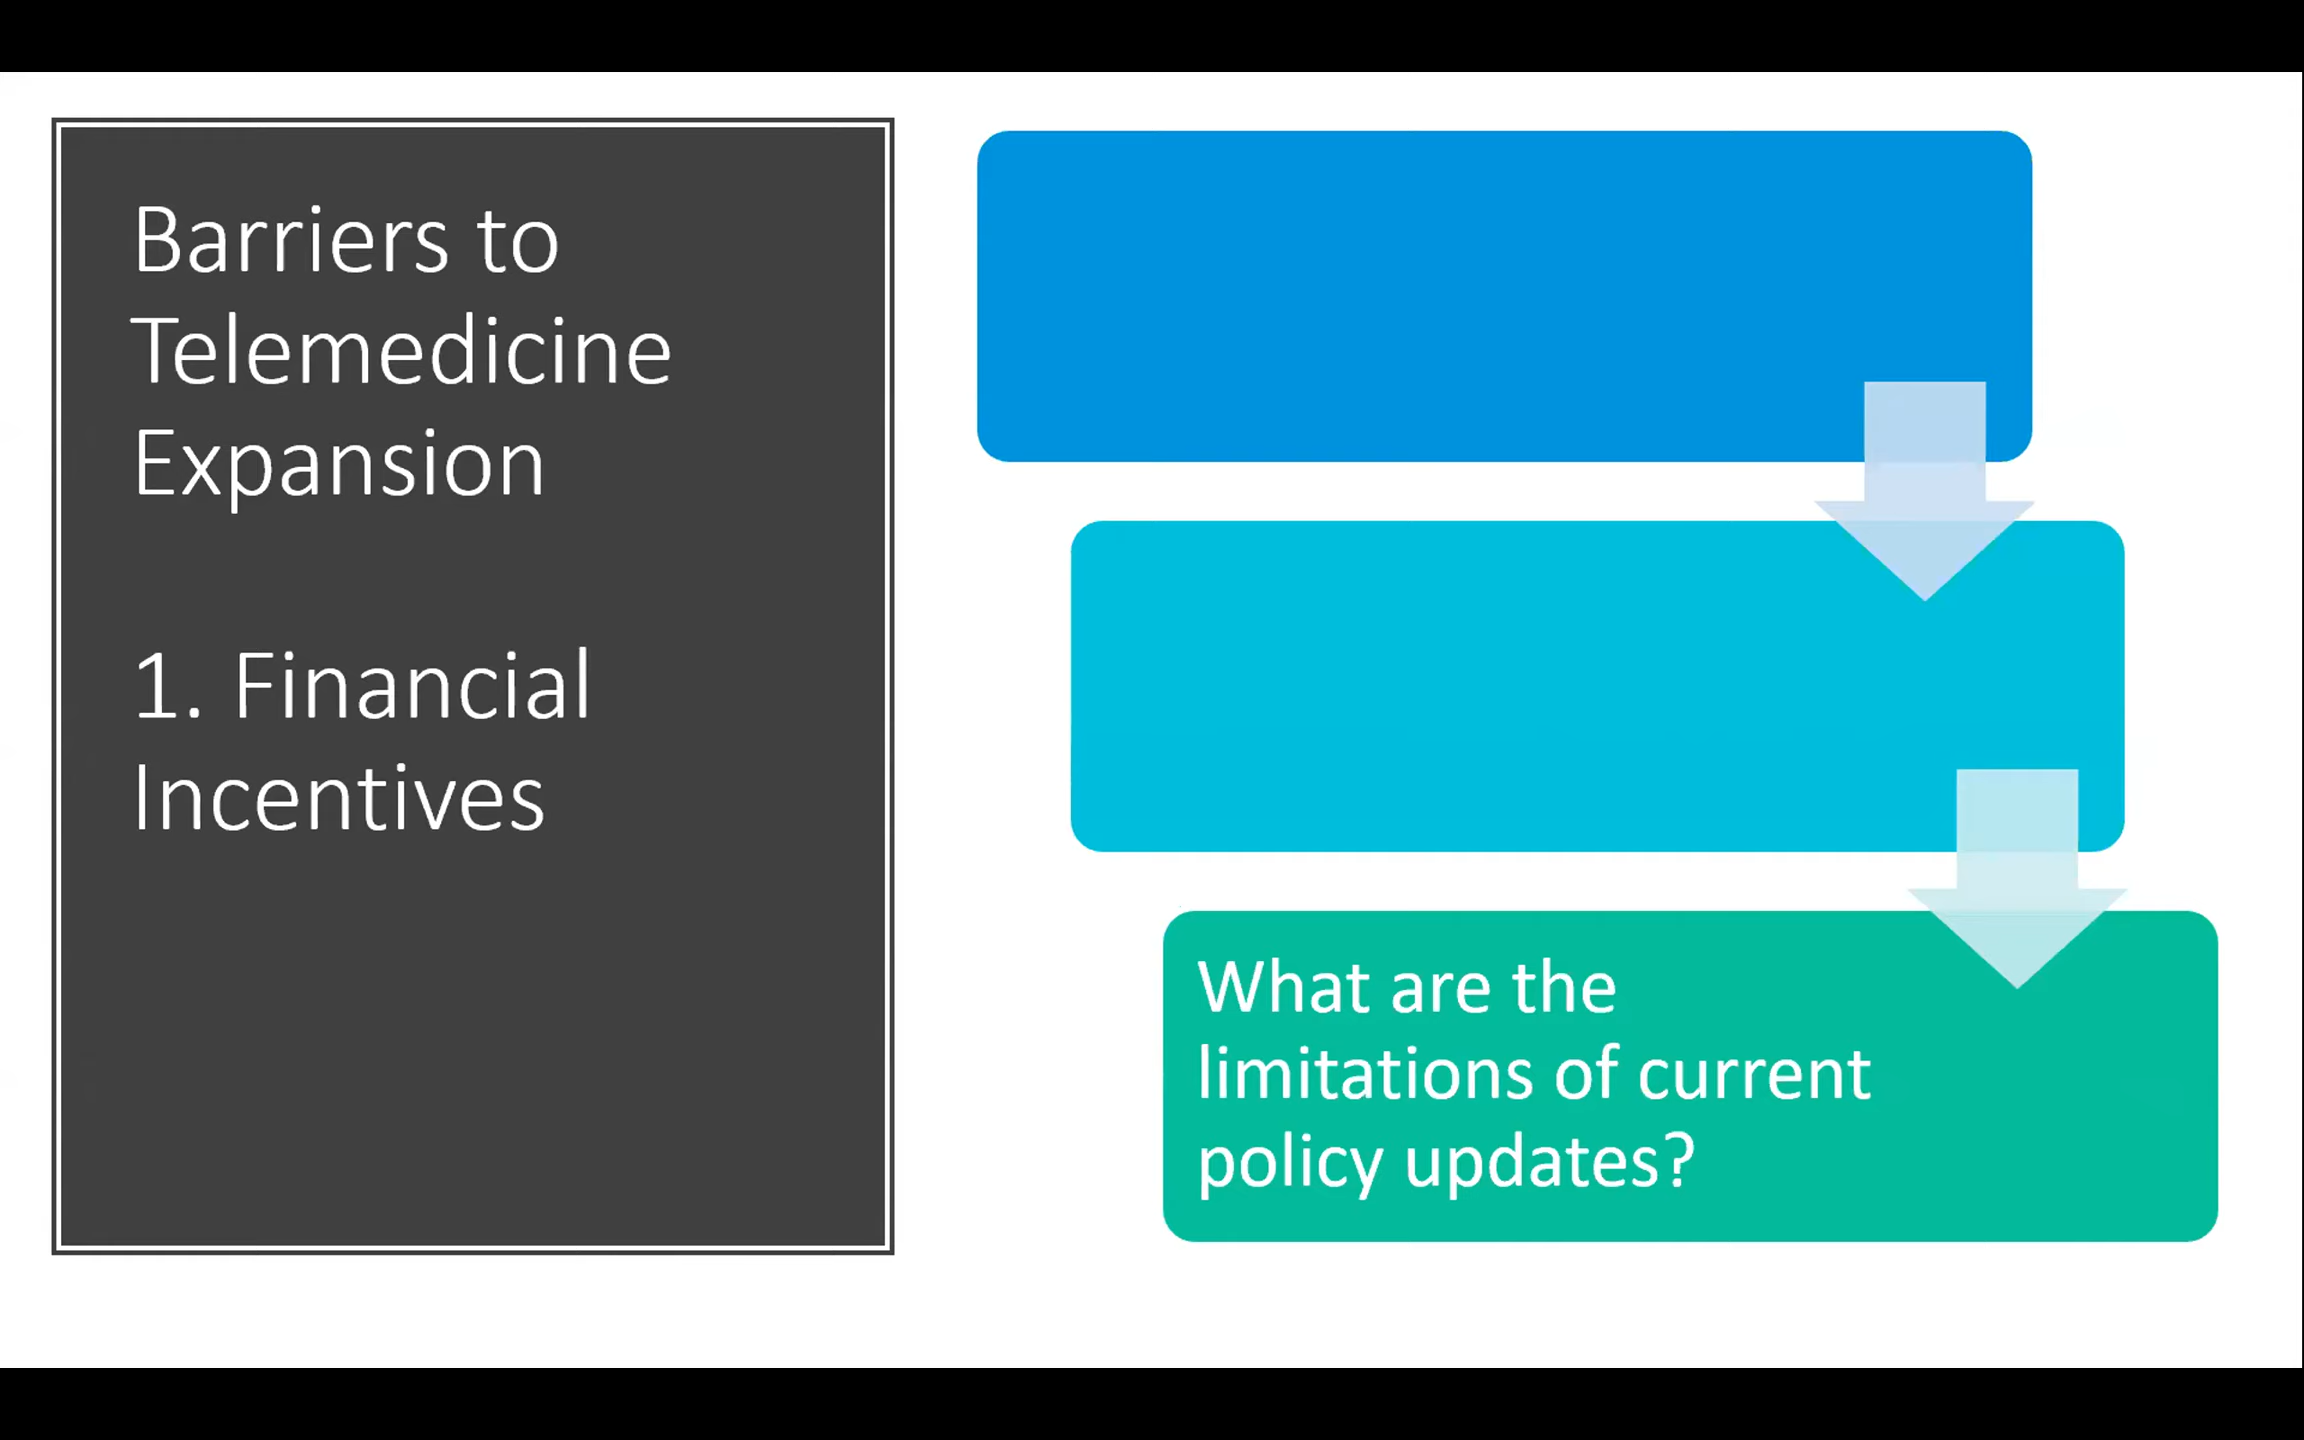 Barriers to
Telemedicine
Expansion
1. Financial
Incentives
What are the
limitations of current
policy updates?